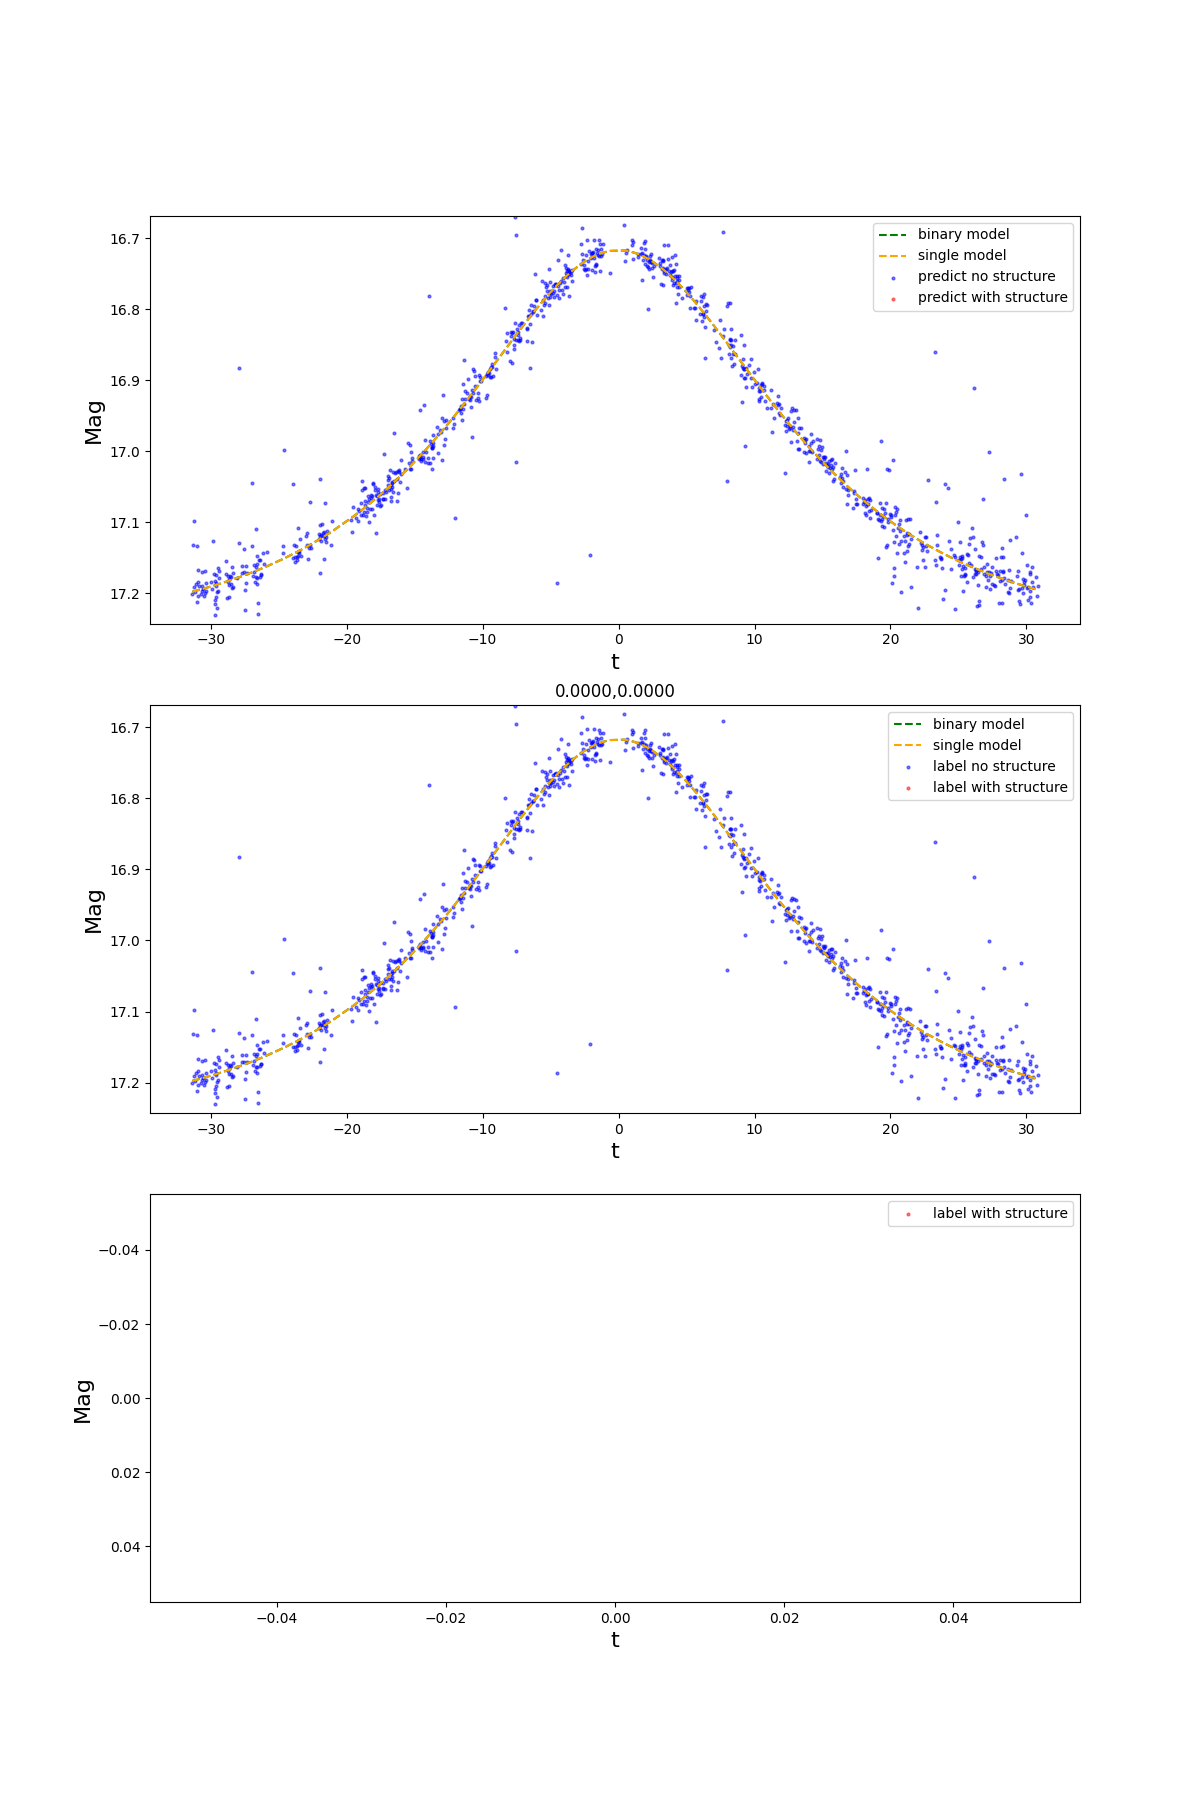 16.7
16.8
16.9
17.0
17.1
17.2
Mag
binary model
single model
predict no structure
predict with structure
−30
−20
−10
0
10
20
30
t
0.0000,0.0000
16.7
16.8
16.9
17.0
17.1
17.2
Mag
binary model
single model
label no structure
label with structure
−30
−20
−10
0
10
20
30
t
−0.04
−0.02
0.00
0.02
0.04
Mag
label with structure
−0.04
−0.02
0.00
0.02
0.04
t